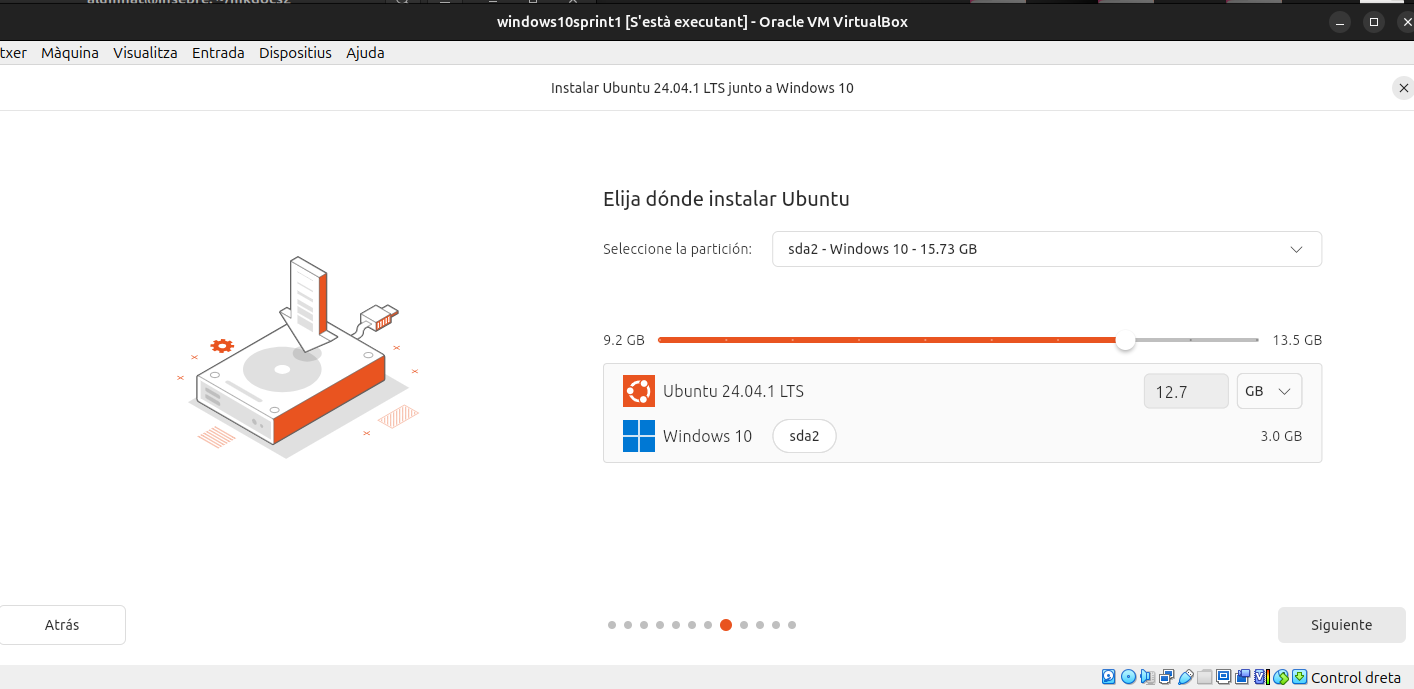 windows10sprint1 [S'està executant] - Oracle VM VirtualBox
txer Màquina Visualitza Entrada Dispositius Ajuda
Instalar Ubuntu 24.04.1 LTS junto a Windows 10
Elija dónde instalar Ubuntu
Seleccione la partición: sda2 - Windows 10 - 15.73 GB
9.2 GB 13.5 GB
Ubuntu 24.04.1 LTS 12.7 GB
Windows 10 sda2 3.0 GB
Atrás Siguiente
Control dreta